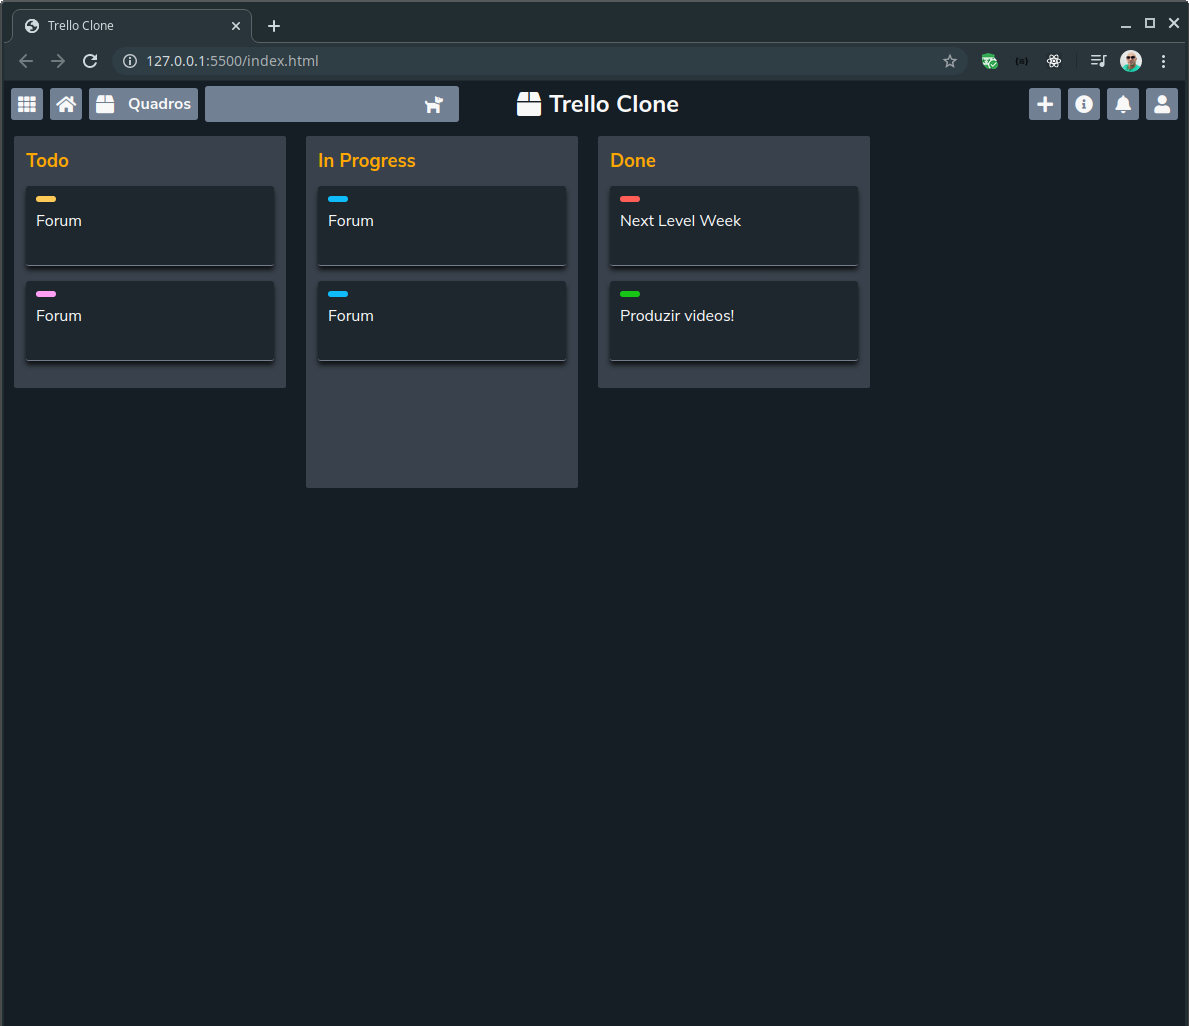 Trello Clone
127.0.0.1:5500/index.html
Quadros
Trello Clone
Todo
Forum
Forum
In Progress
Forum
Forum
Done
Next Level Week
Produzir videos!